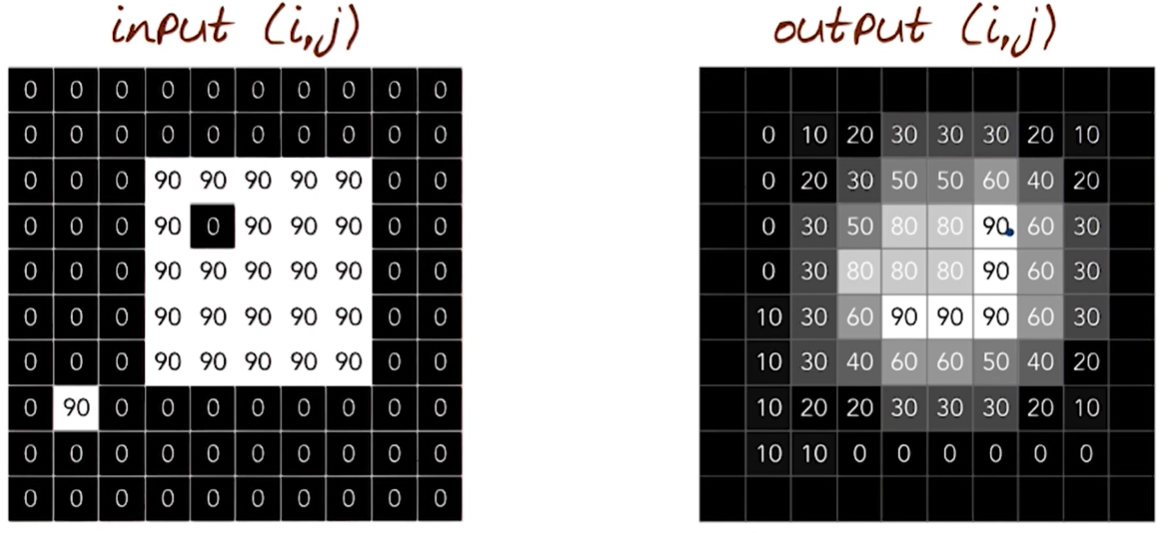 input (i,j)
output (i,j)
0 0 0 0 0 0 0 0 0 0
0 0 0 0 0 0 0 0 0 0
0 0 0 90 90 90 90 90 0 0
0 0 0 90 0 90 90 90 0 0
0 0 0 90 90 90 90 90 0 0
0 0 0 90 90 90 90 90 0 0
0 0 0 90 90 90 90 90 0 0
0 90 0 0 0 0 0 0 0 0
0 0 0 0 0 0 0 0 0 0
0 0 0 0 0 0 0 0 0 0
0 10 20 30 30 30 20 10
0 20 30 50 50 60 40 20
0 30 50 80 80 90 60 30
0 30 80 80 80 90 60 30
10 30 60 90 90 90 60 30
10 30 40 60 60 50 40 20
10 20 20 30 30 30 20 10
10 10 0 0 0 0 0 0